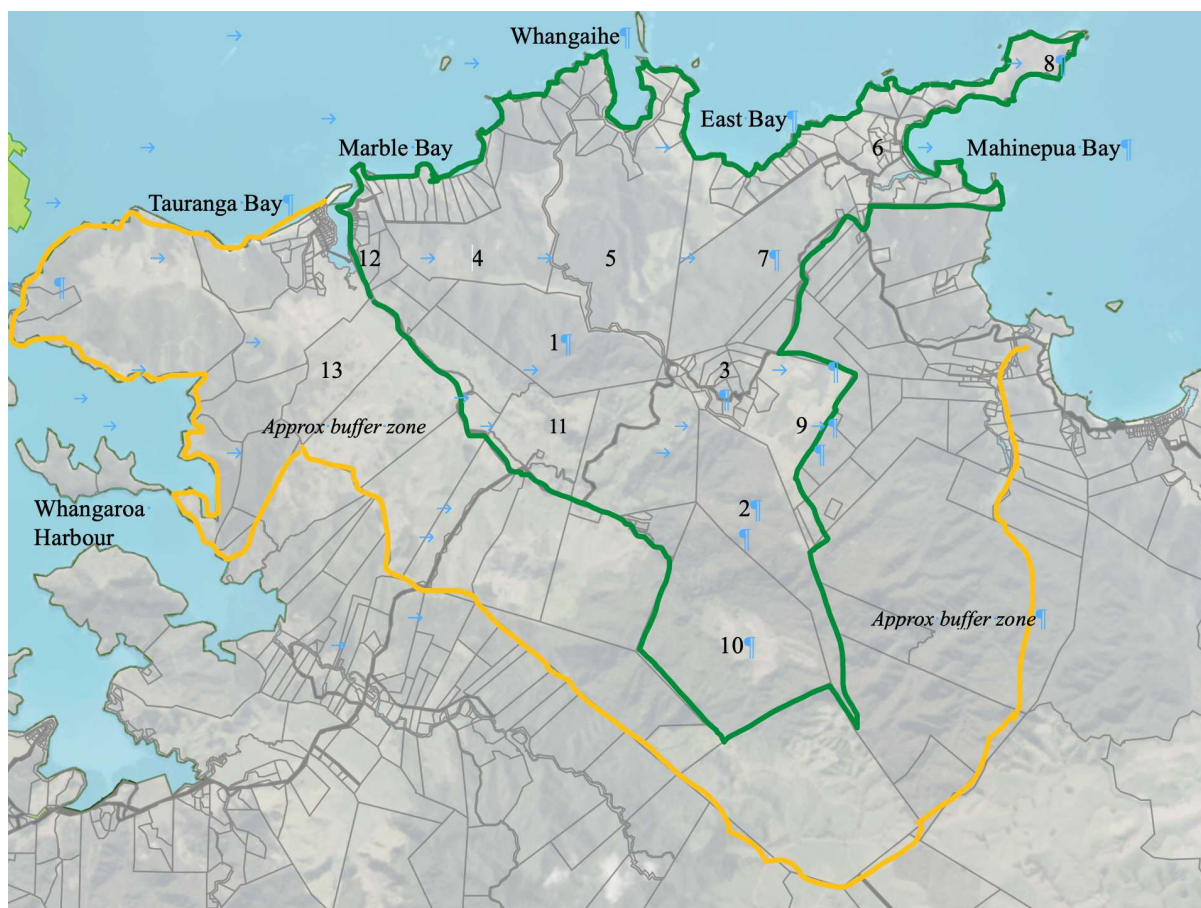 Whangaihe
8
East Bay
6
Marble Bay
Mahinepua Bay
Tauranga Bay
12
4
5
7
1
3
13
11
9
Approx buffer zone
2
Whangaroa
Harbour
Approx buffer zone
10